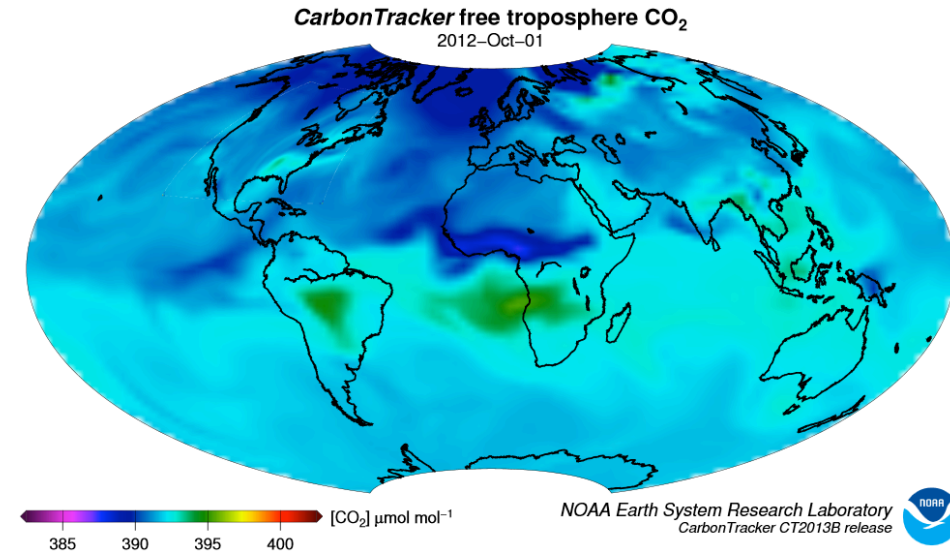 CarbonTracker free troposphere CO₂
2012−Oct−01
[CO₂] μmol mol⁻¹
385 390 395 400
NOAA Earth System Research Laboratory
CarbonTracker CT2013B release
NOAA